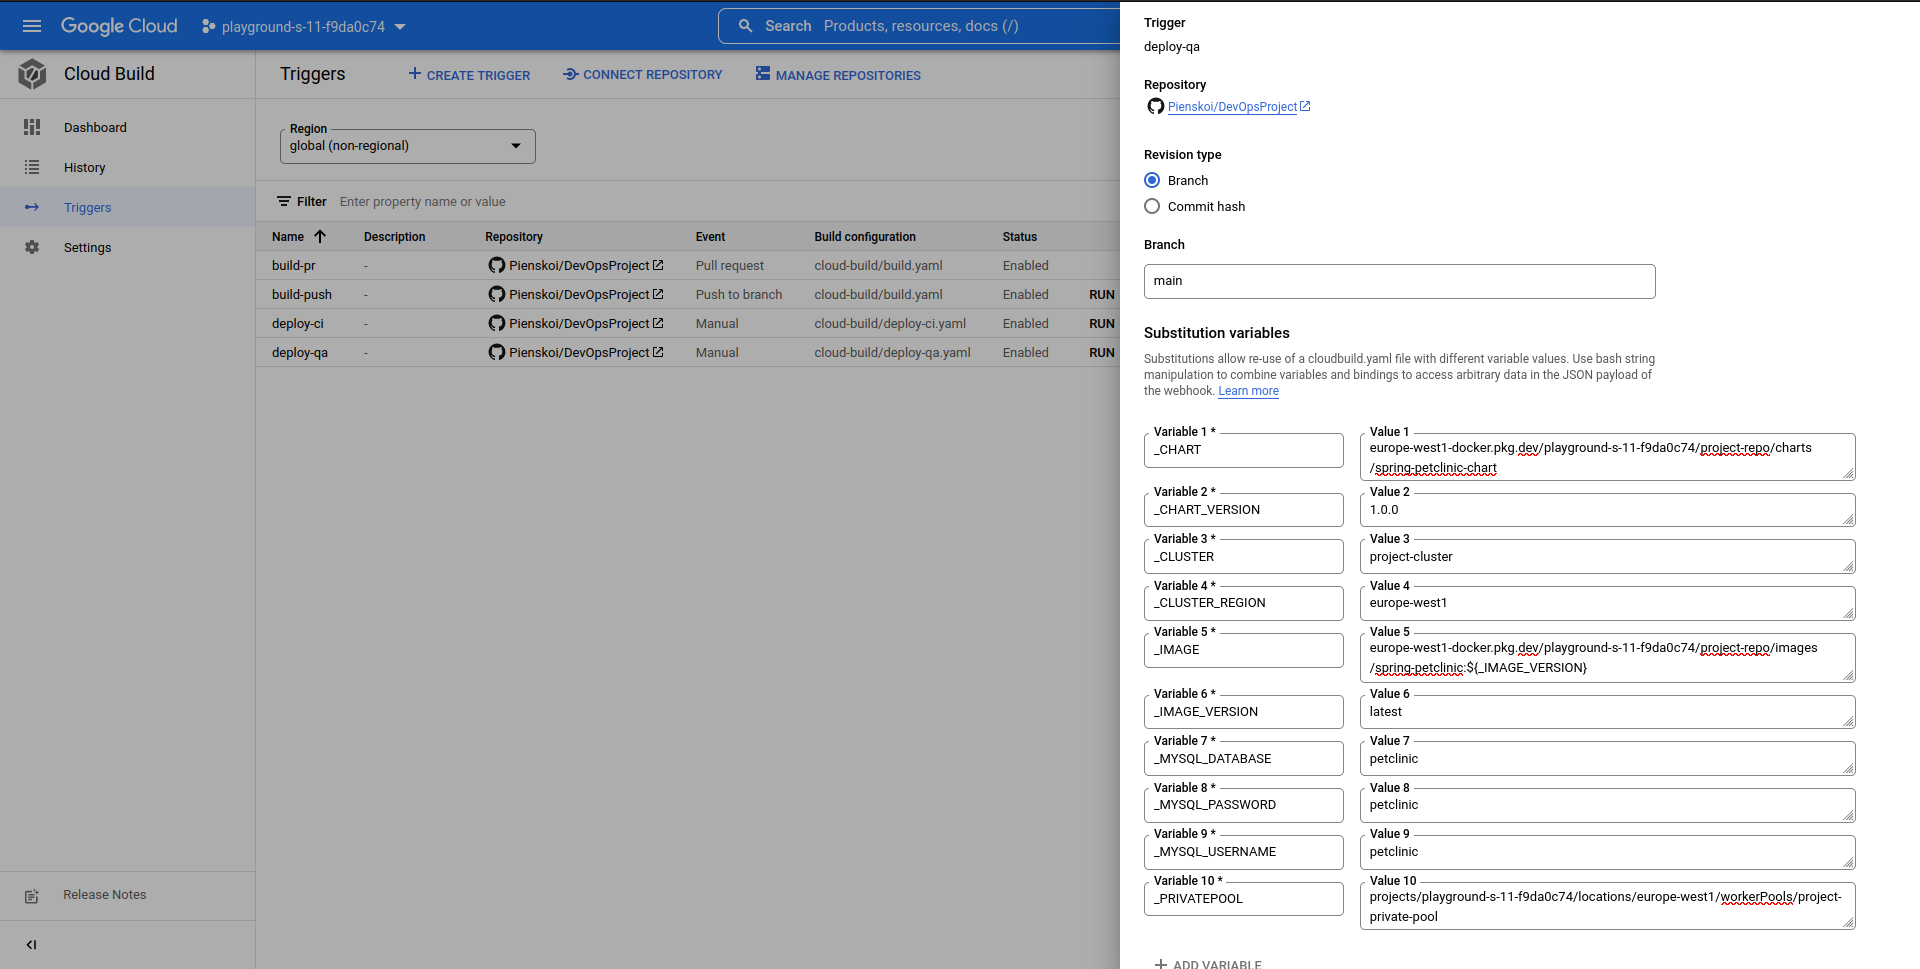 Google Cloud
playground-s-11-f9da0c74
Search Products, resources, docs (/)
Cloud Build
Dashboard
History
Triggers
Settings
Release Notes
Triggers
CREATE TRIGGER
CONNECT REPOSITORY
MANAGE REPOSITORIES
Region
global (non-regional)
Filter Enter property name or value
Name Description Repository Event Build configuration Status
build-pr - Pienskoi/DevOpsProject Pull request cloud-build/build.yaml Enabled
build-push - Pienskoi/DevOpsProject Push to branch cloud-build/build.yaml Enabled RUN
deploy-ci - Pienskoi/DevOpsProject Manual cloud-build/deploy-ci.yaml Enabled RUN
deploy-qa - Pienskoi/DevOpsProject Manual cloud-build/deploy-qa.yaml Enabled RUN
Trigger
deploy-qa
Repository
Pienskoi/DevOpsProject
Revision type
Branch
Commit hash
Branch
main
Substitution variables
Substitutions allow re-use of a cloudbuild.yaml file with different variable values. Use bash string
manipulation to combine variables and bindings to access arbitrary data in the JSON payload of
the webhook. Learn more
Variable 1 *
_CHART
Value 1
europe-west1-docker.pkg.dev/playground-s-11-f9da0c74/project-repo/charts
/spring-petclinic-chart
Variable 2 *
_CHART_VERSION
Value 2
1.0.0
Variable 3 *
_CLUSTER
Value 3
project-cluster
Variable 4 *
_CLUSTER_REGION
Value 4
europe-west1
Variable 5 *
_IMAGE
Value 5
europe-west1-docker.pkg.dev/playground-s-11-f9da0c74/project-repo/images
/spring-petclinic:${_IMAGE_VERSION}
Variable 6 *
_IMAGE_VERSION
Value 6
latest
Variable 7 *
_MYSQL_DATABASE
Value 7
petclinic
Variable 8 *
_MYSQL_PASSWORD
Value 8
petclinic
Variable 9 *
_MYSQL_USERNAME
Value 9
petclinic
Variable 10 *
_PRIVATEPOOL
Value 10
projects/playground-s-11-f9da0c74/locations/europe-west1/workerPools/project-
private-pool
ADD VARIABLE